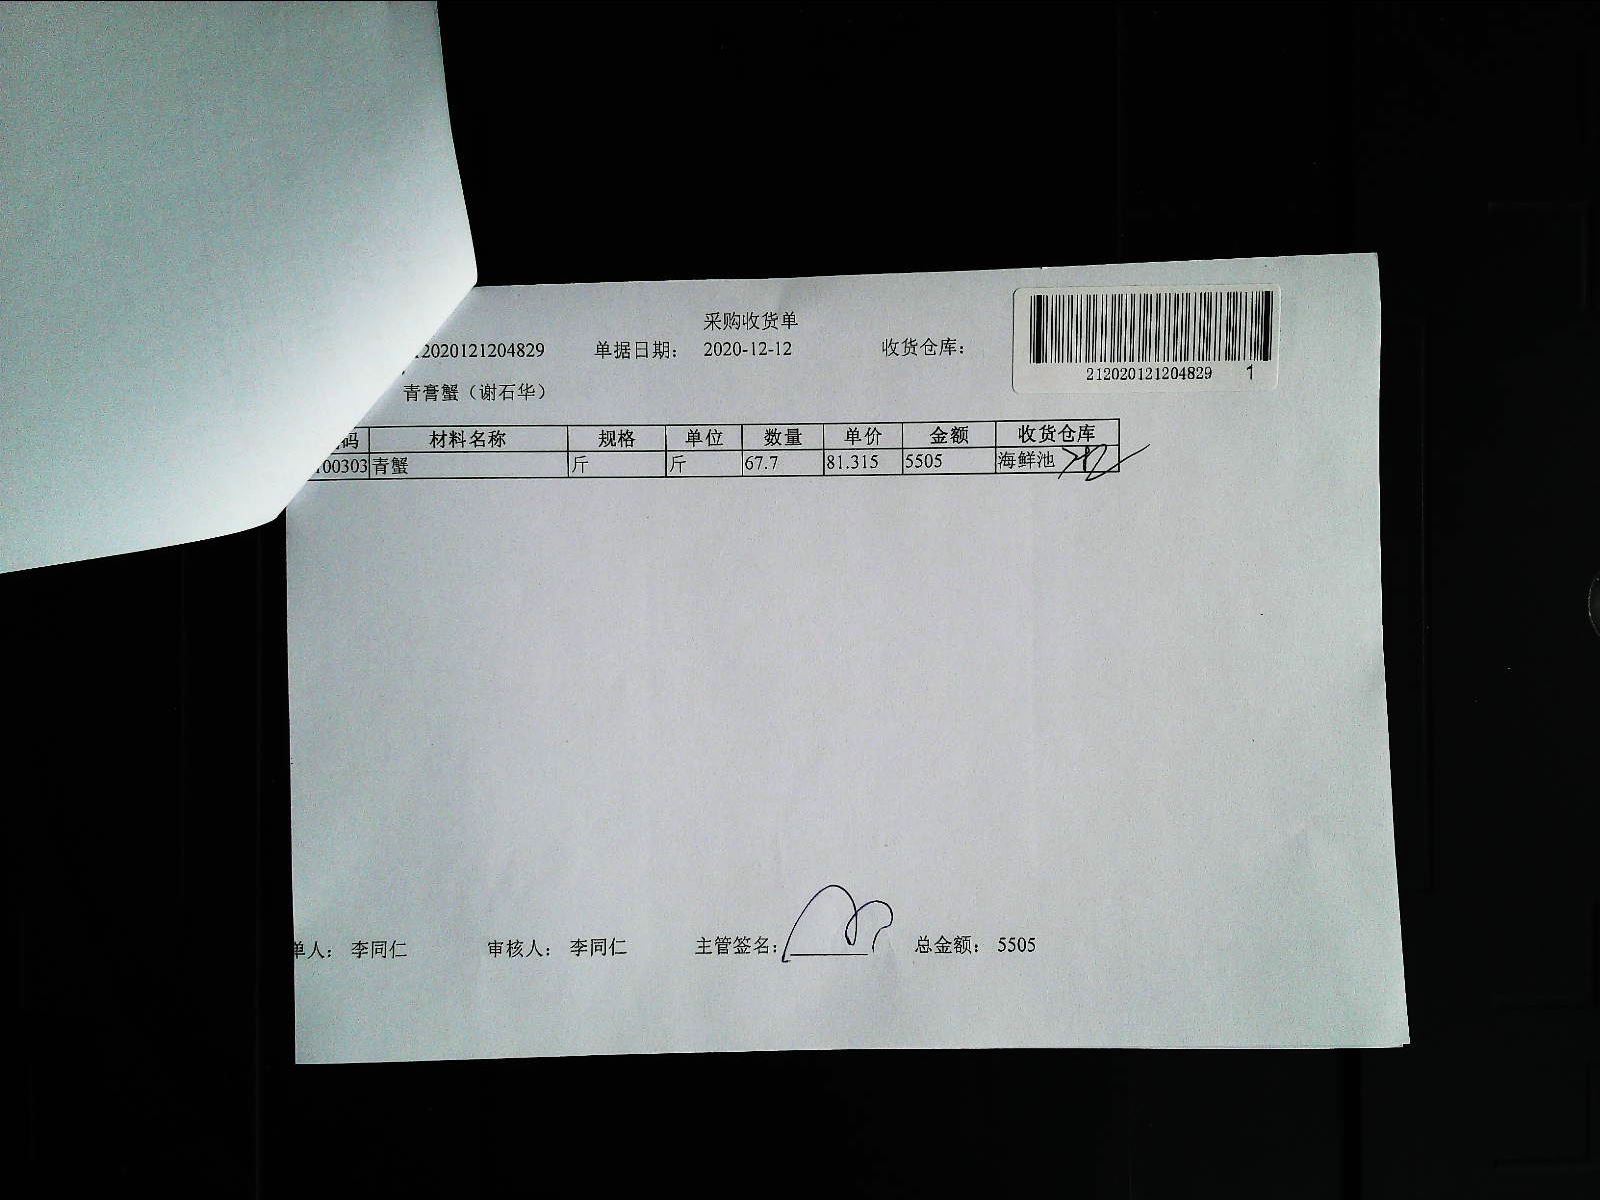 采购收货单
2020121204829 单据日期： 2020-12-12 收货仓库：
212020121204829 1
青膏蟹（谢石华）
码 材料名称 规格 单位 数量 单价 金额 收货仓库
00303 青蟹 斤 斤 67.7 81.315 5505 海鲜池
单人： 李同仁 审核人： 李同仁 主管签名： 总金额： 5505